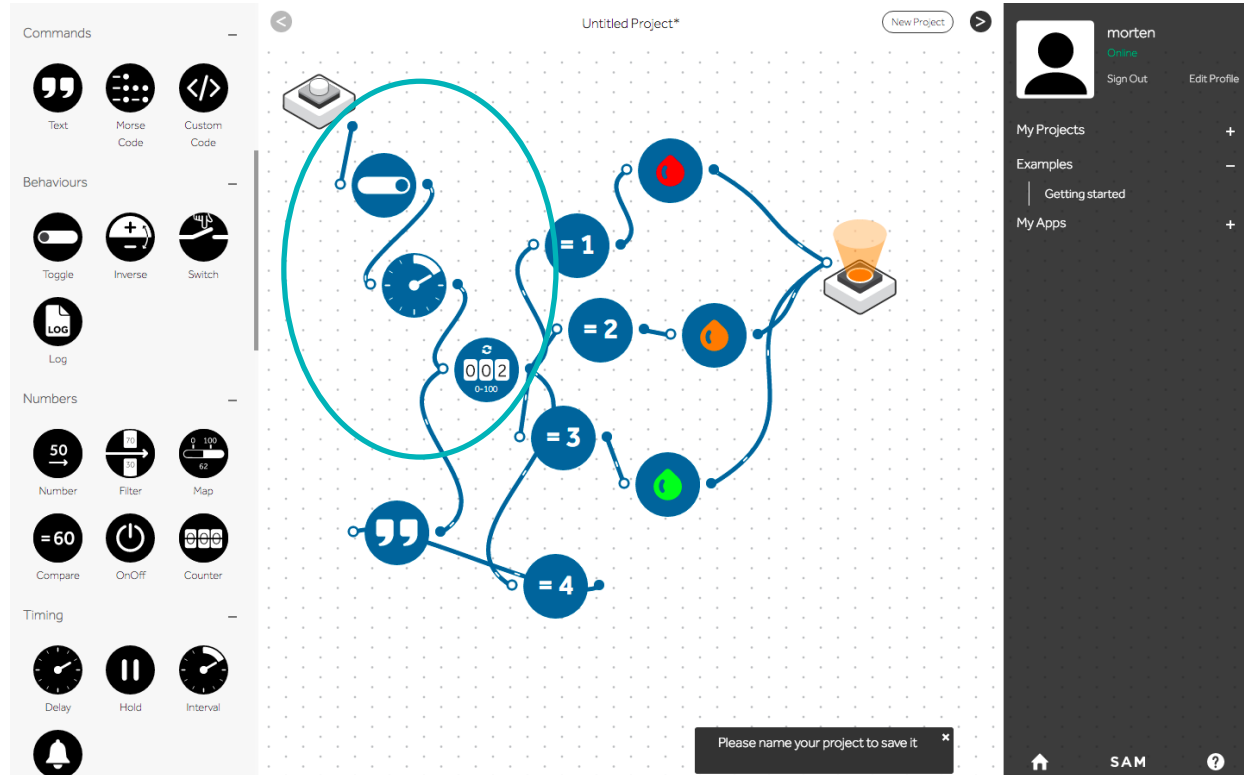 Commands
Text
Morse
Code
Custom
Code
Behaviours
Toggle
Inverse
Switch
LOG
Log
Numbers
50
Number
70
30
Filter
0 100
62
Map
=60
Compare
OnOff
000
Counter
Timing
Delay
Hold
Interval
<
Untitled Project*
New Project
>
= 1
= 2
002
0-100
= 3
= 4
Please name your project to save it
×
morten
Online
Sign Out
Edit Profile
My Projects
Examples
Getting started
My Apps
SAM
?